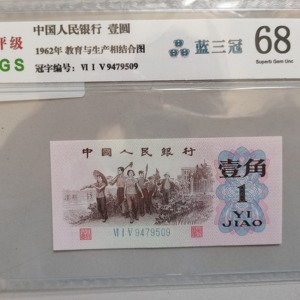 评级
GS
中国人民银行 壹圆
1962年 教育与生产相结合图
冠字编号: VI I V 9479509
蓝三冠
68
Superb Gem Unc
中国人民银行
壹角
1
YI
JIAO
VI I V 9479509